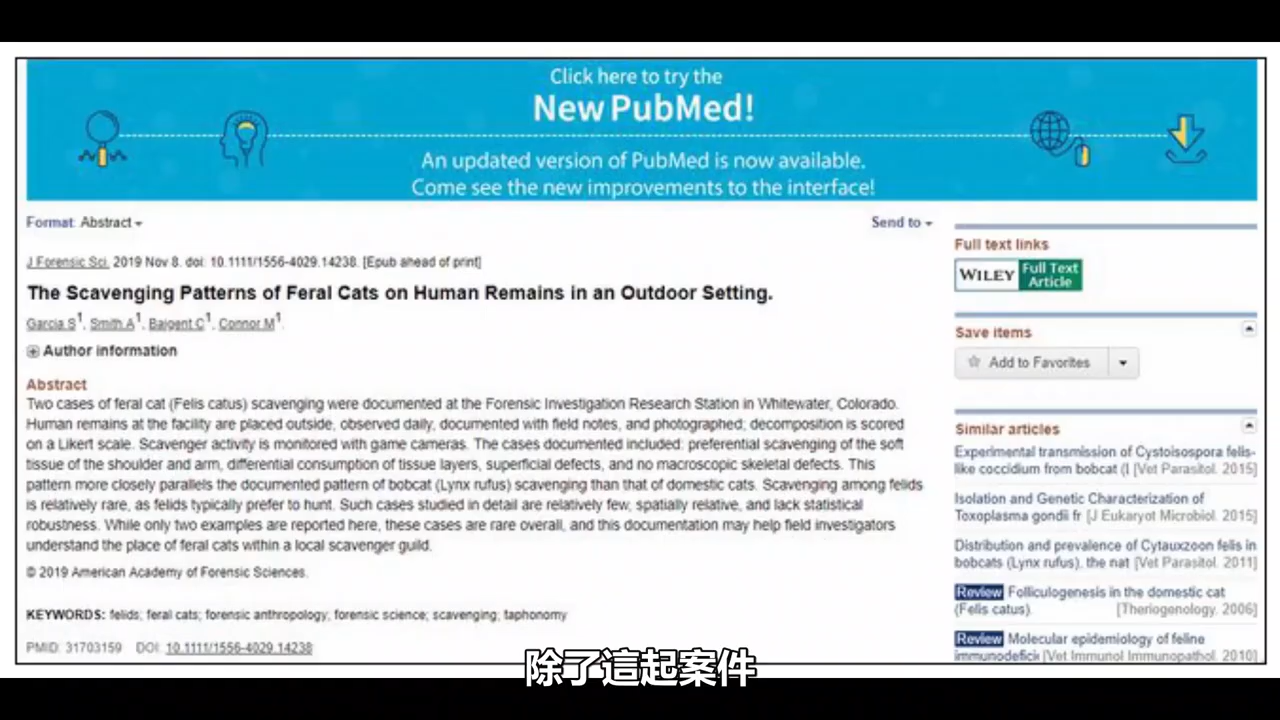 Click here to try the
New PubMed!
An updated version of PubMed is now available.
Come see the new improvements to the interface!
Format: Abstract
Send to
J Forensic Sci. 2019 Nov 8. doi: 10.1111/1556-4029.14238. [Epub ahead of print]
The Scavenging Patterns of Feral Cats on Human Remains in an Outdoor Setting.
Garcia S1, Smith A1, Baigent C1, Connor M1.
Author information
Abstract
Two cases of feral cat (Felis catus) scavenging were documented at the Forensic Investigation Research Station in Whitewater, Colorado.
Human remains at the facility are placed outside, observed daily, documented with field notes, and photographed; decomposition is scored
on a Likert scale. Scavenger activity is monitored with game cameras. The cases documented included: preferential scavenging of the soft
tissue of the shoulder and arm, differential consumption of tissue layers, superficial defects, and no macroscopic skeletal defects. This
pattern more closely parallels the documented pattern of bobcat (Lynx rufus) scavenging than that of domestic cats. Scavenging among felids
is relatively rare, as felids typically prefer to hunt. Such cases studied in detail are relatively few, spatially relative, and lack statistical
robustness. While only two examples are reported here, these cases are rare overall, and this documentation may help field investigators
understand the place of feral cats within a local scavenger guild.
© 2019 American Academy of Forensic Sciences.
KEYWORDS: felids; feral cats; forensic anthropology; forensic science; scavenging; taphonomy
PMID: 31703159 DOI: 10.1111/1556-4029.14238
Full text links
WILEY Full Text
Article
Save items
Add to Favorites
Similar articles
Experimental transmission of Cystoisospora felis-
like coccidium from bobcat (l [Vet Parasitol. 2015]
Isolation and Genetic Characterization of
Toxoplasma gondii fr [J Eukaryot Microbiol. 2015]
Distribution and prevalence of Cytauxzoon felis in
bobcats (Lynx rufus), the nat [Vet Parasitol. 2011]
Review Folliculogenesis in the domestic cat
(Felis catus). [Theriogenology. 2006]
Review Molecular epidemiology of feline
immunodefici [Vet Immunol Immunopathol. 2010]
除了這起案件